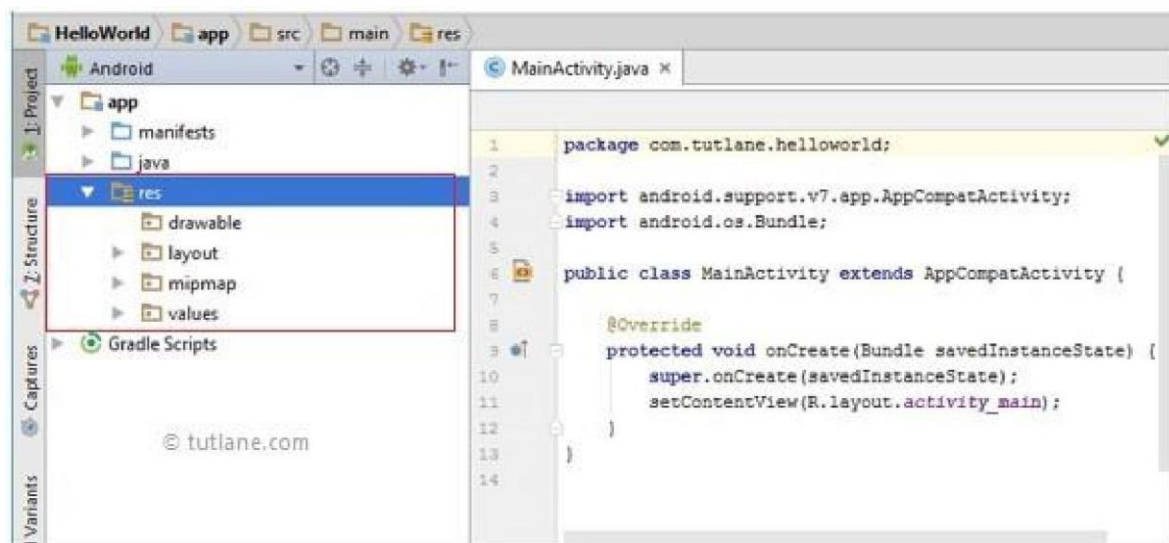 HelloWorld app src main res
1: Project
Android
MainActivity.java
app
manifests
java
res
drawable
layout
mipmap
values
Gradle Scripts
Z: Structure
Captures
Variants
© tutlane.com
1 package com.tutlane.helloworld;
2
3 import android.support.v7.app.AppCompatActivity;
4 import android.os.Bundle;
5
6 public class MainActivity extends AppCompatActivity {
7
8 @Override
9 protected void onCreate(Bundle savedInstanceState) {
10 super.onCreate(savedInstanceState);
11 setContentView(R.layout.activity_main);
12 }
13 }
14